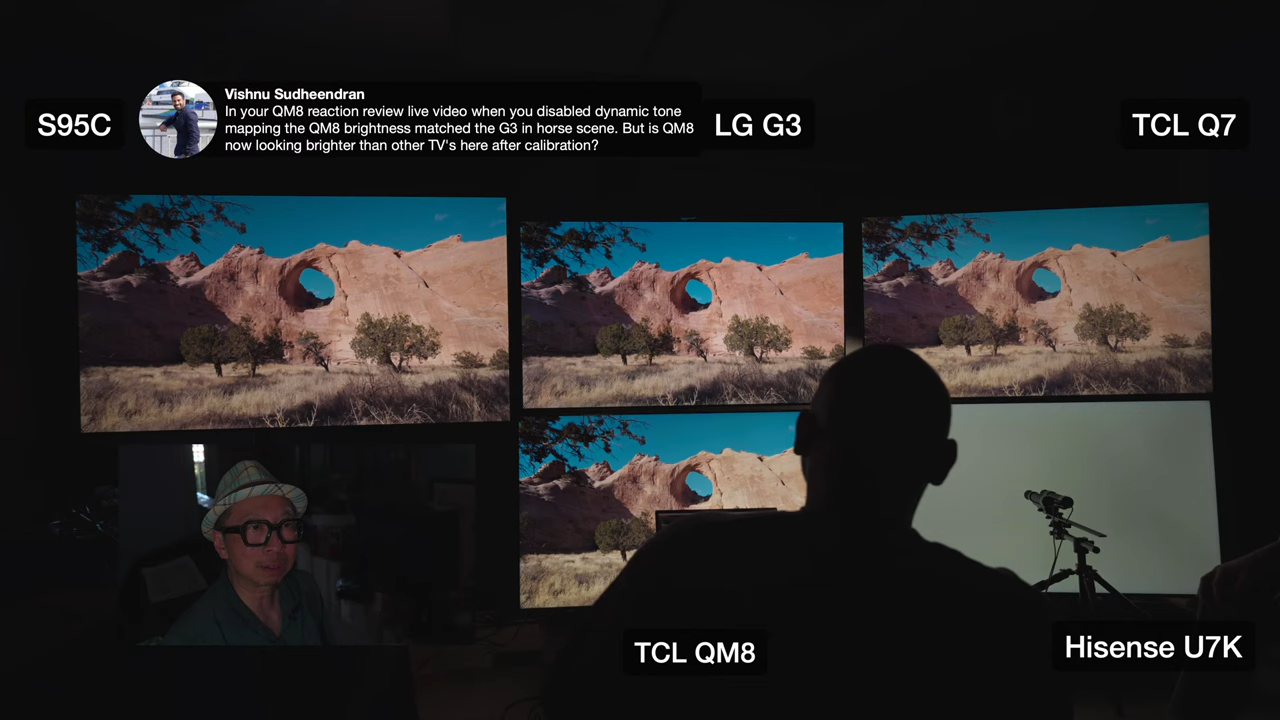 S95C
Vishnu Sudheendran
In your QM8 reaction review live video when you disabled dynamic tone
mapping the QM8 brightness matched the G3 in horse scene. But is QM8
now looking brighter than other TV's here after calibration?
LG G3
TCL Q7
TCL QM8
Hisense U7K